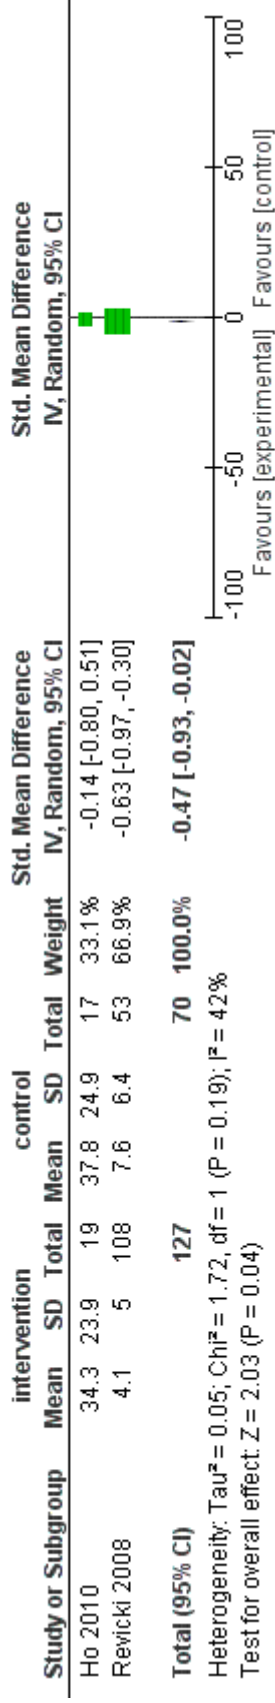 intervention control Std. Mean Difference Std. Mean Difference
Study or Subgroup Mean SD Total Mean SD Total Weight IV, Random, 95% CI IV, Random, 95% CI
Ho 2010 34.3 23.9 19 37.8 24.9 17 33.1% -0.14 [-0.80, 0.51]
Revicki 2008 4.1 5 108 7.6 6.4 53 66.9% -0.63 [-0.97, -0.30]
Total (95% CI) 127 70 100.0% -0.47 [-0.93, -0.02]
Heterogeneity: Tau² = 0.05; Chi² = 1.72, df = 1 (P = 0.19); I² = 42%
Test for overall effect: Z = 2.03 (P = 0.04)
-100 -50 0 50 100
Favours [experimental] Favours [control]